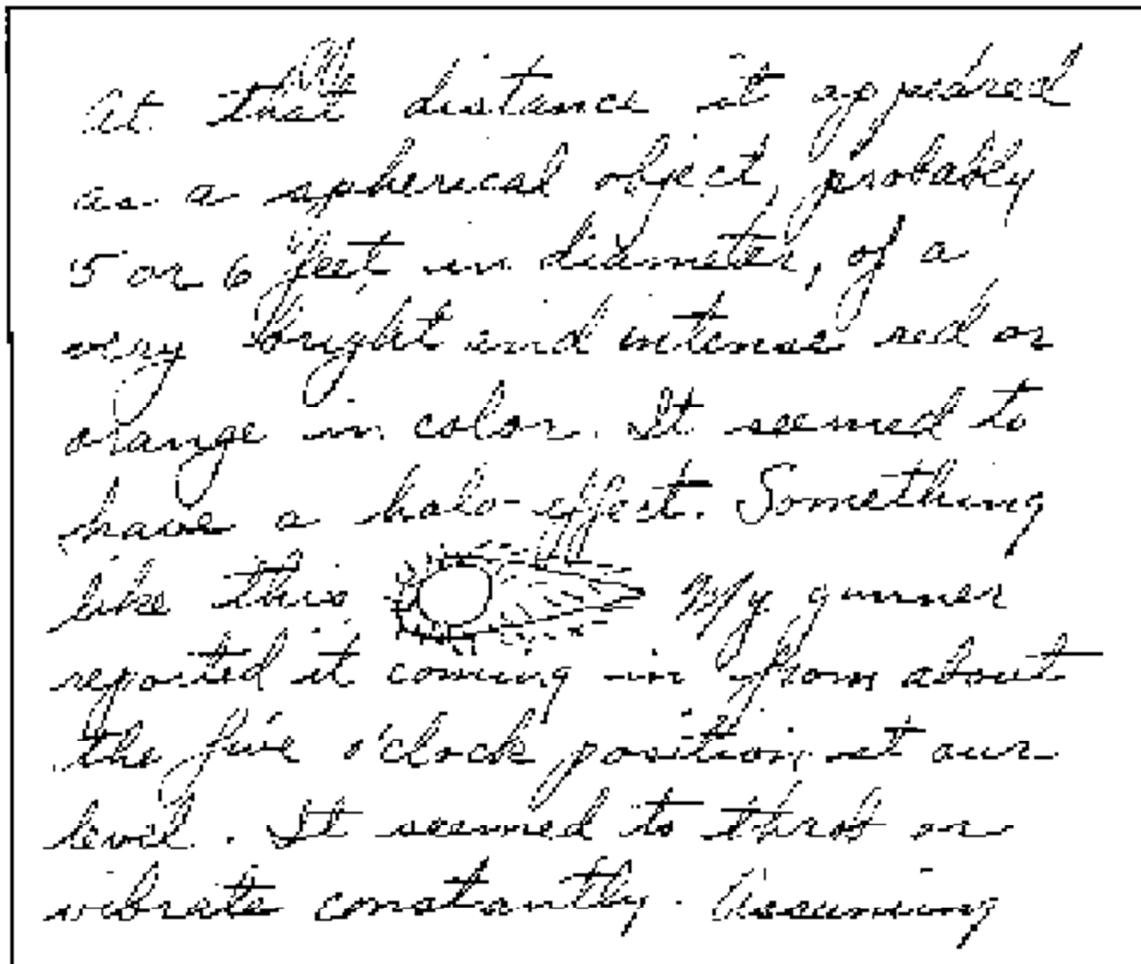 At that distance it appeared
as a spherical object, probably
5 or 6 feet in diameter, of a
very bright and intense red or
orange in color. It seemed to
have a halo effect. Something
like this My gunner
reported it coming in from about
the five o'clock position at our
level. It seemed to throb or
vibrate constantly. Assuming